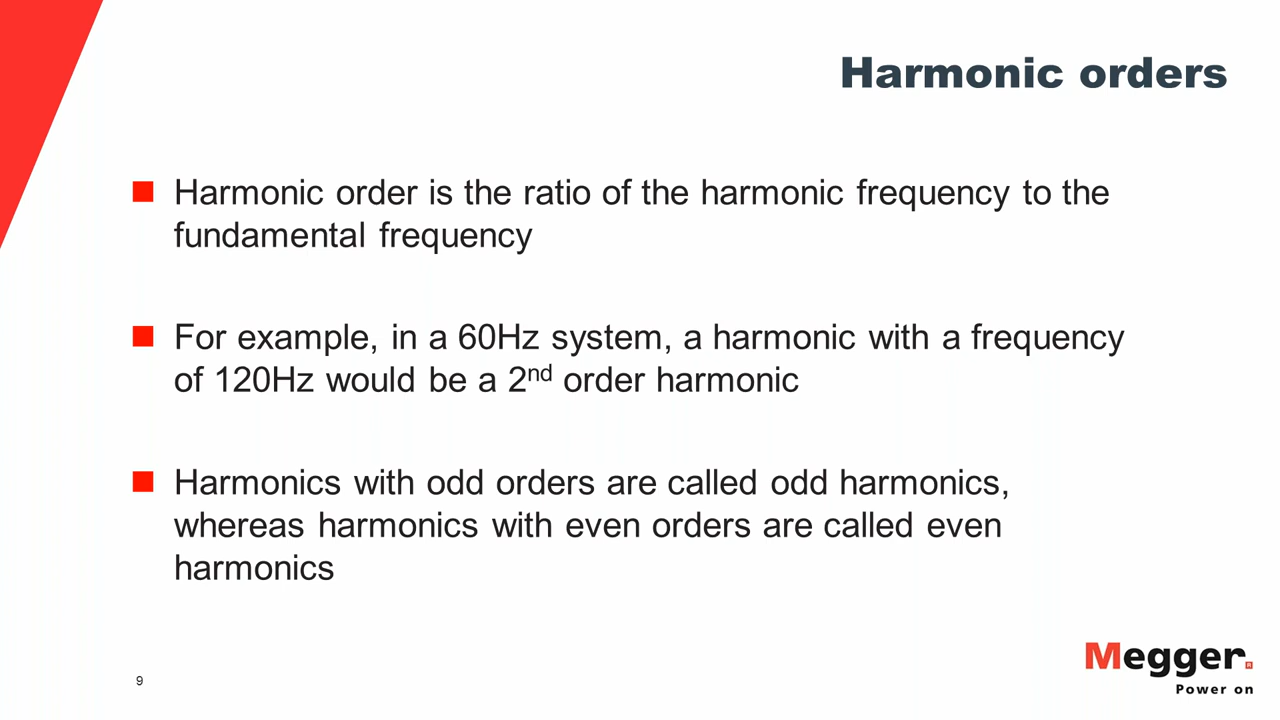 Harmonic orders
Harmonic order is the ratio of the harmonic frequency to the
fundamental frequency
For example, in a 60Hz system, a harmonic with a frequency
of 120Hz would be a 2nd order harmonic
Harmonics with odd orders are called odd harmonics,
whereas harmonics with even orders are called even
harmonics
Megger.
Power on
9